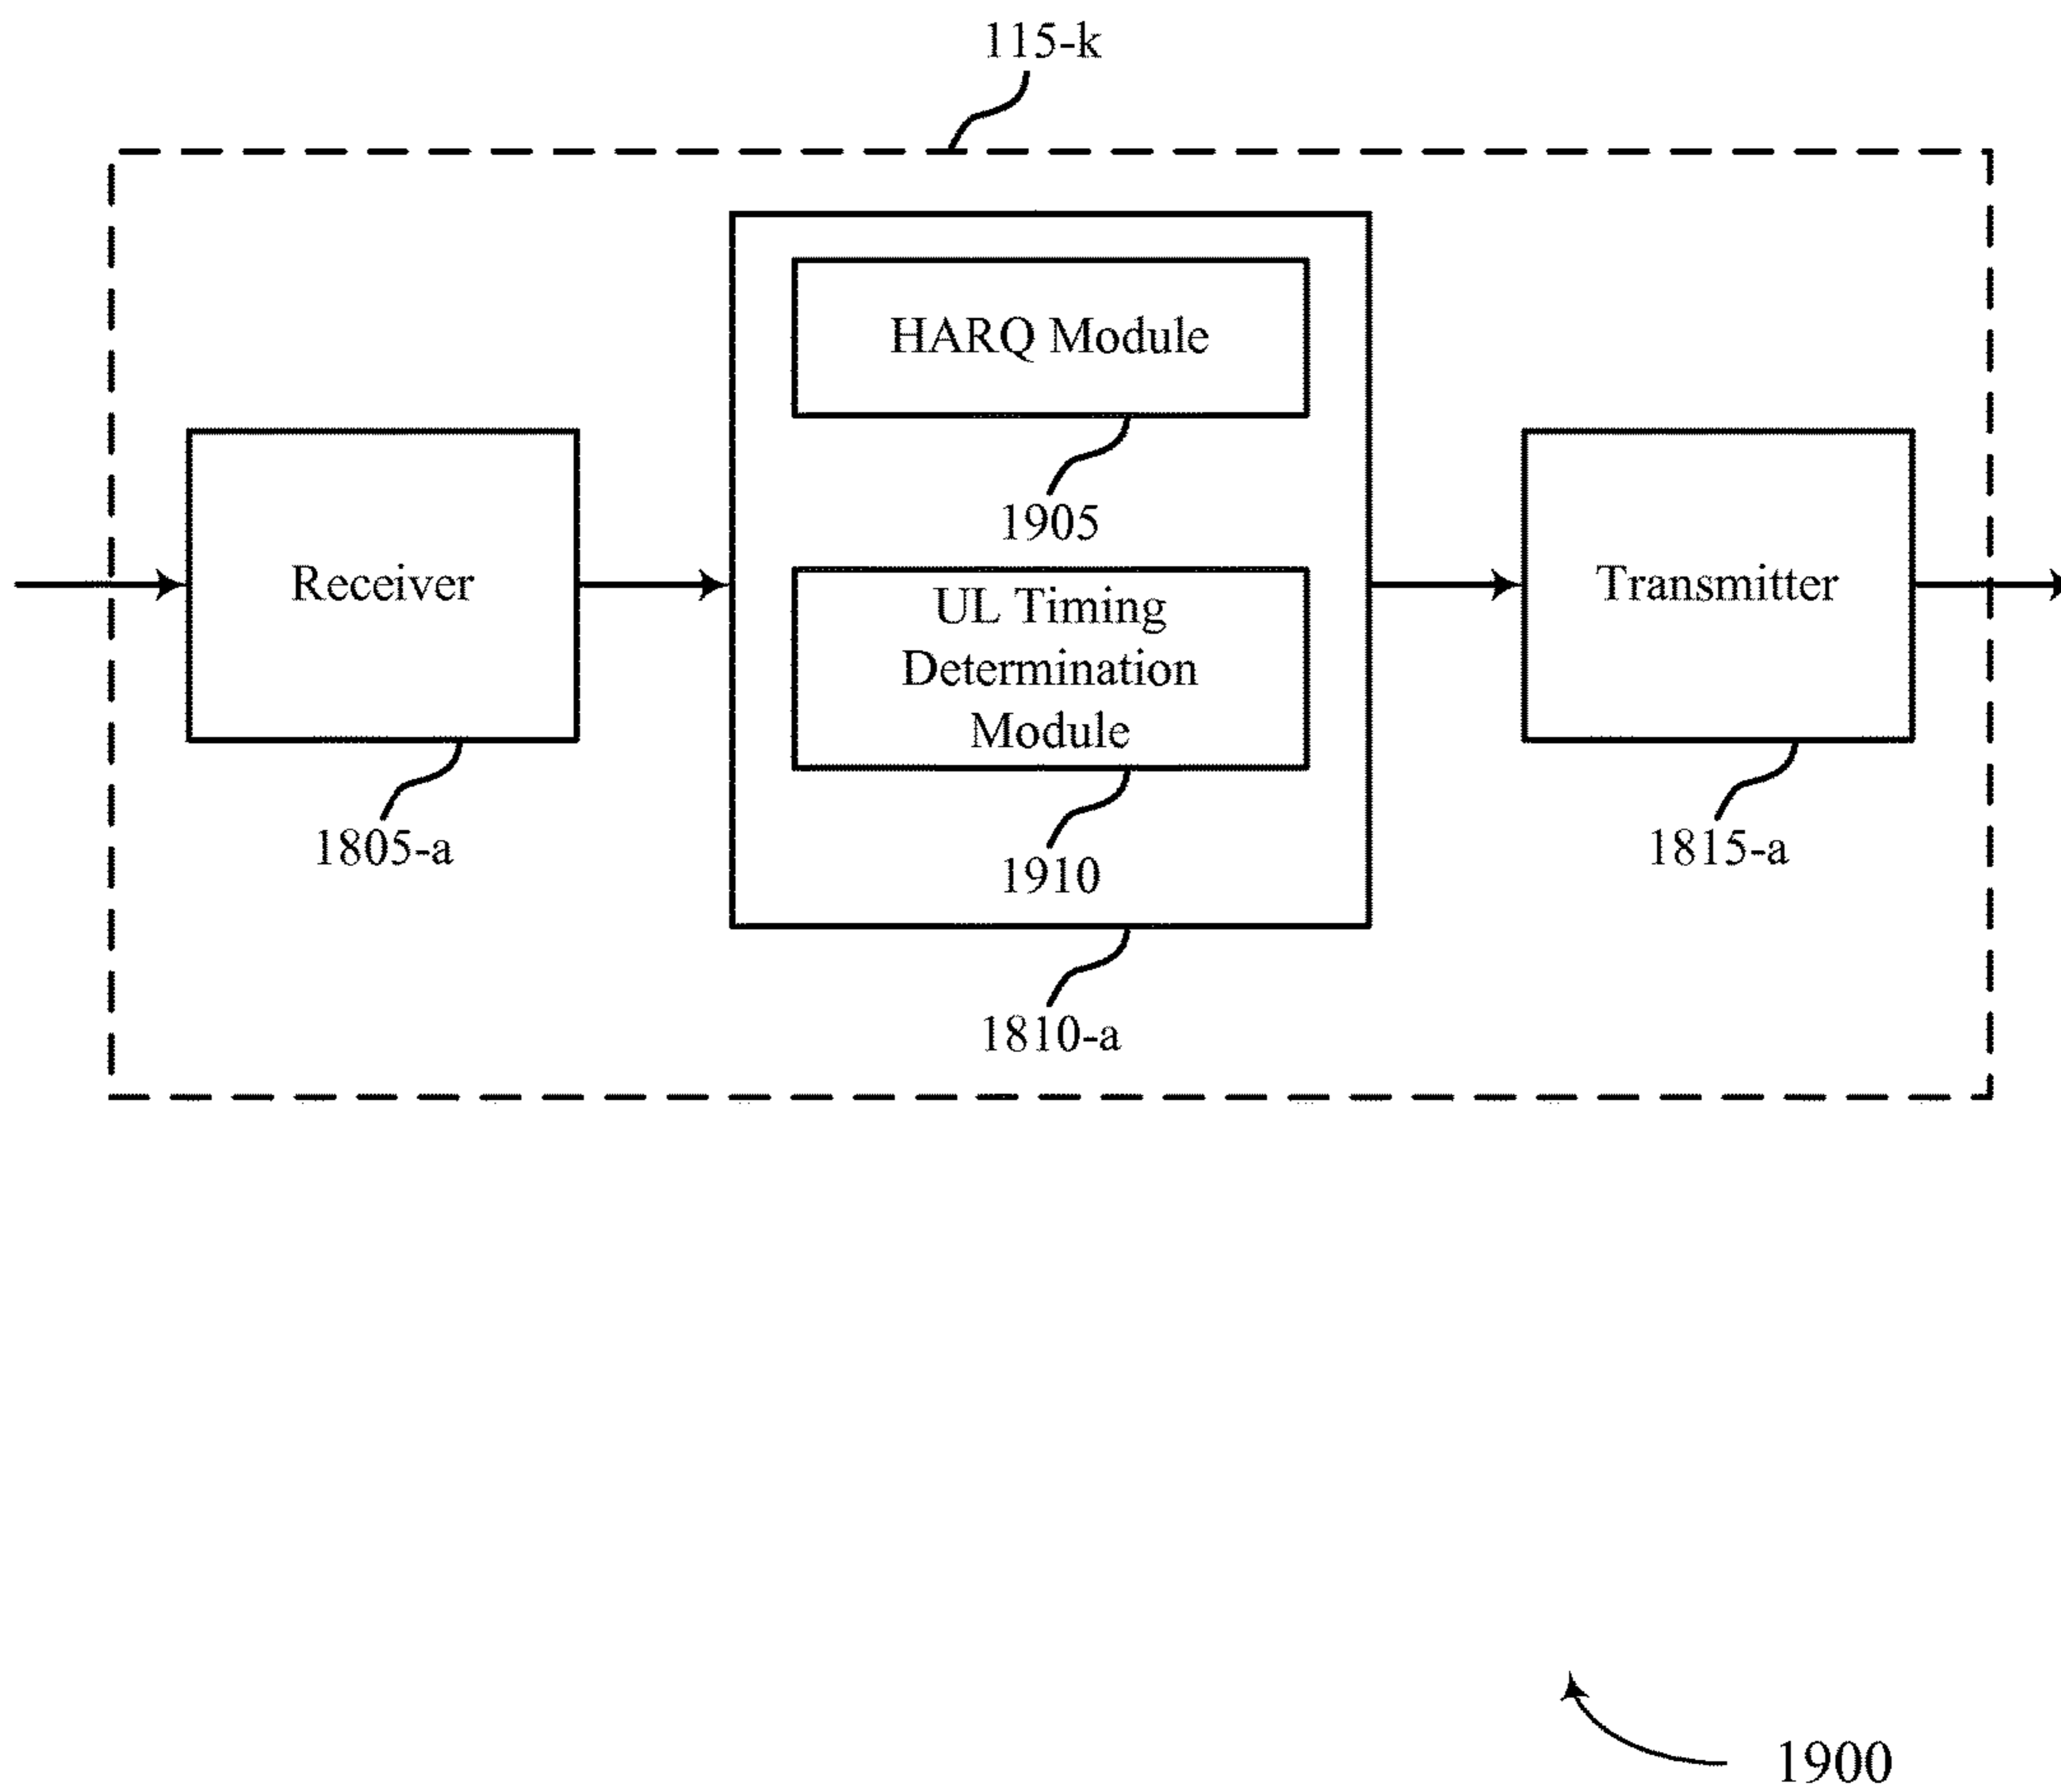 115-k
HARQ Module
1905
Receiver
UL Timing
Determination
Module
Transmitter
1805-a
1910
1815-a
1810-a
1900